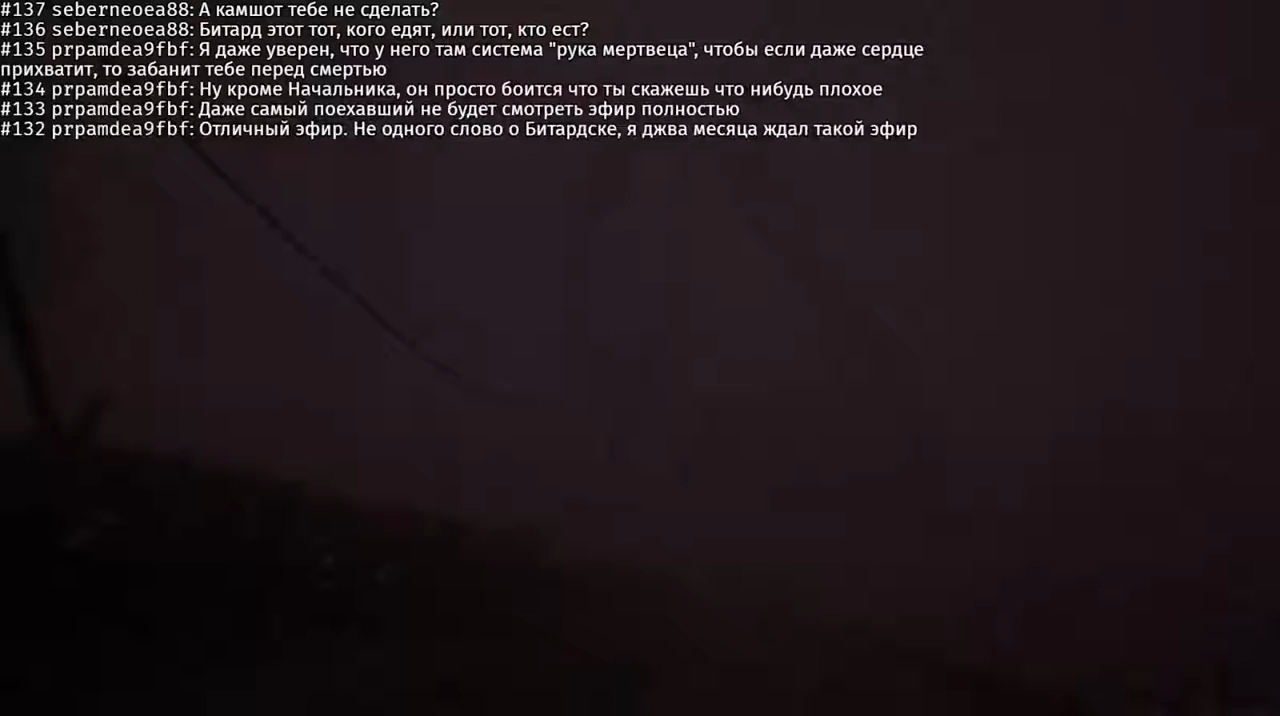 #137 seberneoea88: А камшот тебе не сделать?
#136 seberneoea88: Битард этот тот, кого едят, или тот, кто ест?
#135 prpamdea9fbf: Я даже уверен, что у него там система "рука мертвеца", чтобы если даже сердце
прихватит, то забанит тебе перед смертью
#134 prpamdea9fbf: Ну кроме Начальника, он просто боится что ты скажешь что нибудь плохое
#133 prpamdea9fbf: Даже самый поехавший не будет смотреть эфир полностью
#132 prpamdea9fbf: Отличный эфир. Не одного слово о Битардске, я джва месяца ждал такой эфир